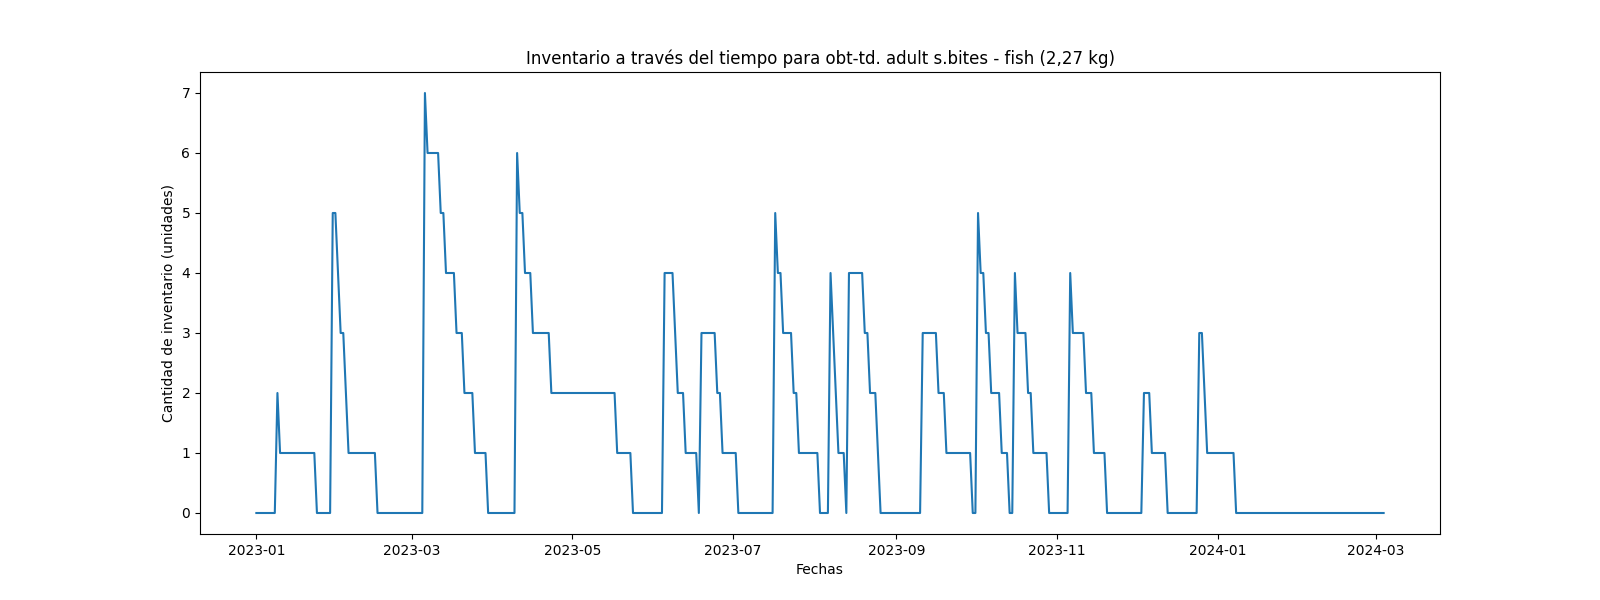 Inventario a través del tiempo para obt-td. adult s.bites - fish (2,27 kg)
Cantidad de inventario (unidades)
7
6
5
4
3
2
1
0
2023-01 2023-03 2023-05 2023-07 2023-09 2023-11 2024-01 2024-03
Fechas